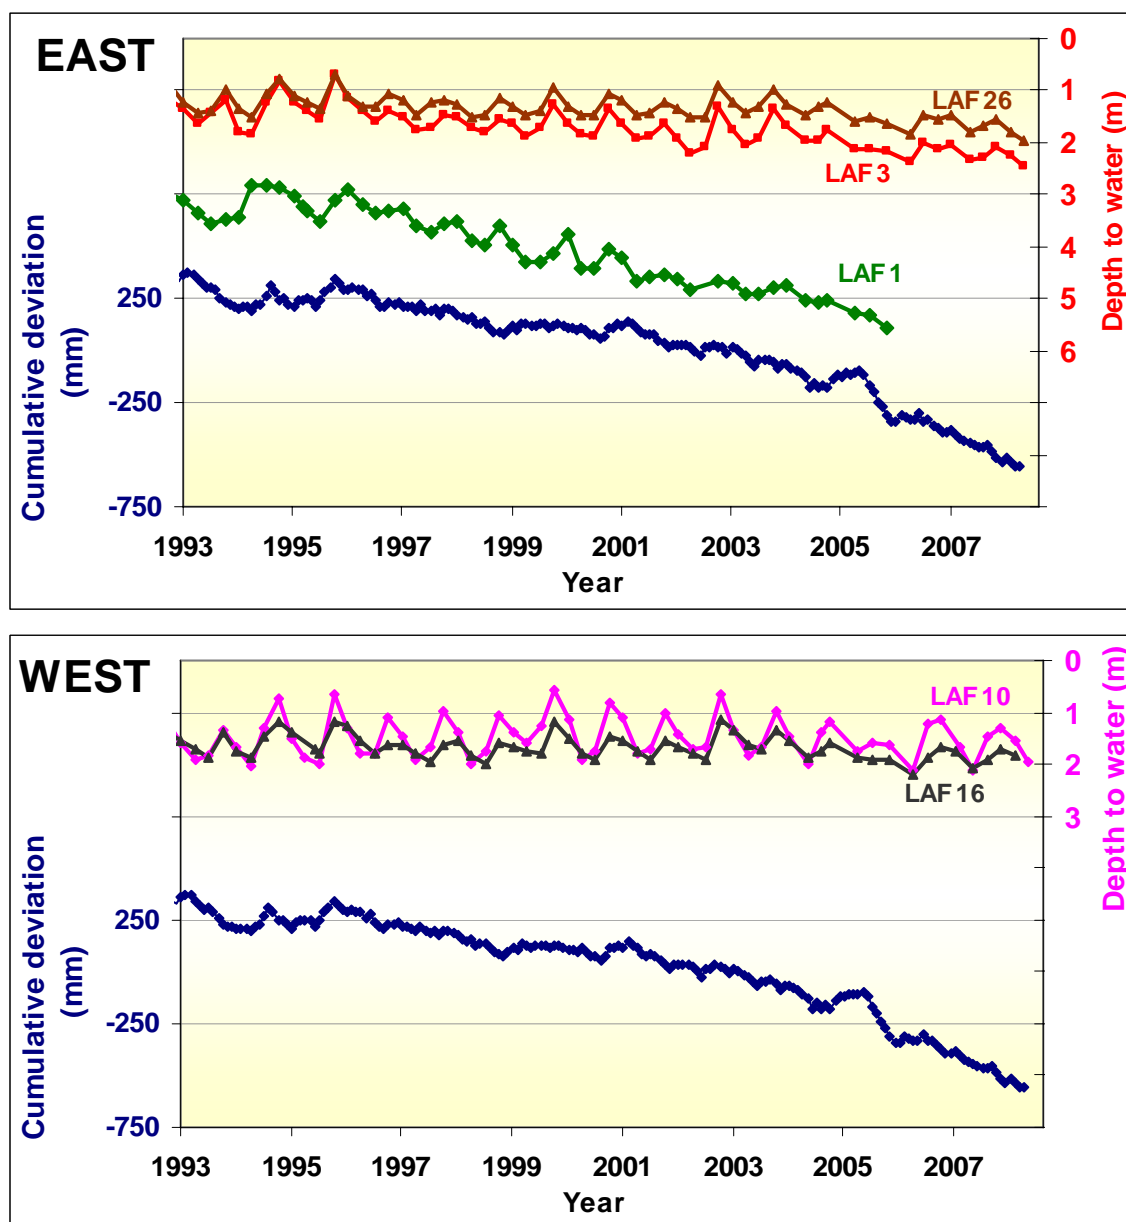 EAST
0
1
2
3
4
5
6
Depth to water (m)
LAF 26
LAF 3
LAF 1
Cumulative deviation
(mm)
250
-250
-750
1993 1995 1997 1999 2001 2003 2005 2007
Year
WEST
0
1
2
3
Depth to water (m)
LAF 10
LAF 16
Cumulative deviation
(mm)
250
-250
-750
1993 1995 1997 1999 2001 2003 2005 2007
Year